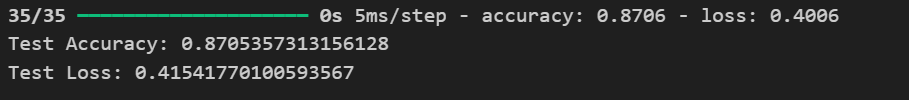 35/35 ━━━━━━━━━━━━━━━━━━━━ 0s 5ms/step - accuracy: 0.8706 - loss: 0.4006
Test Accuracy: 0.8705357313156128
Test Loss: 0.41541770100593567